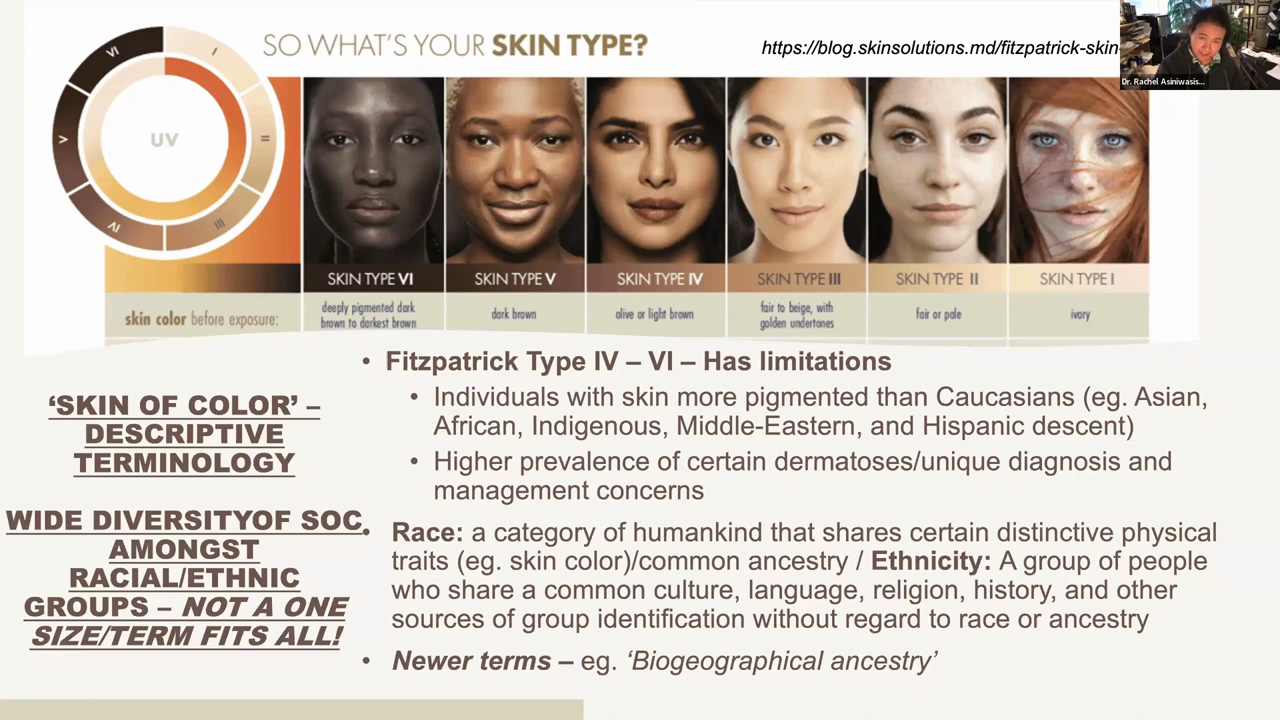 SO WHAT'S YOUR SKIN TYPE?
https://blog.skinsolutions.md/fitzpatrick-skin-
Dr. Rachel Asiniwasis...
VI
I
V
UV
II
IV
III
SKIN TYPE VI
SKIN TYPE V
SKIN TYPE IV
SKIN TYPE III
SKIN TYPE II
SKIN TYPE I
skin color before exposure:
deeply pigmented dark
brown to darkest brown
dark brown
olive or light brown
fair to beige, with
golden undertones
fair or pale
ivory
‘SKIN OF COLOR’ –
DESCRIPTIVE
TERMINOLOGY
WIDE DIVERSITYOF SOC
AMONGST
RACIAL/ETHNIC
GROUPS – NOT A ONE
SIZE/TERM FITS ALL!
• Fitzpatrick Type IV – VI – Has limitations
• Individuals with skin more pigmented than Caucasians (eg. Asian,
African, Indigenous, Middle-Eastern, and Hispanic descent)
• Higher prevalence of certain dermatoses/unique diagnosis and
management concerns
• Race: a category of humankind that shares certain distinctive physical
traits (eg. skin color)/common ancestry / Ethnicity: A group of people
who share a common culture, language, religion, history, and other
sources of group identification without regard to race or ancestry
• Newer terms – eg. ‘Biogeographical ancestry’